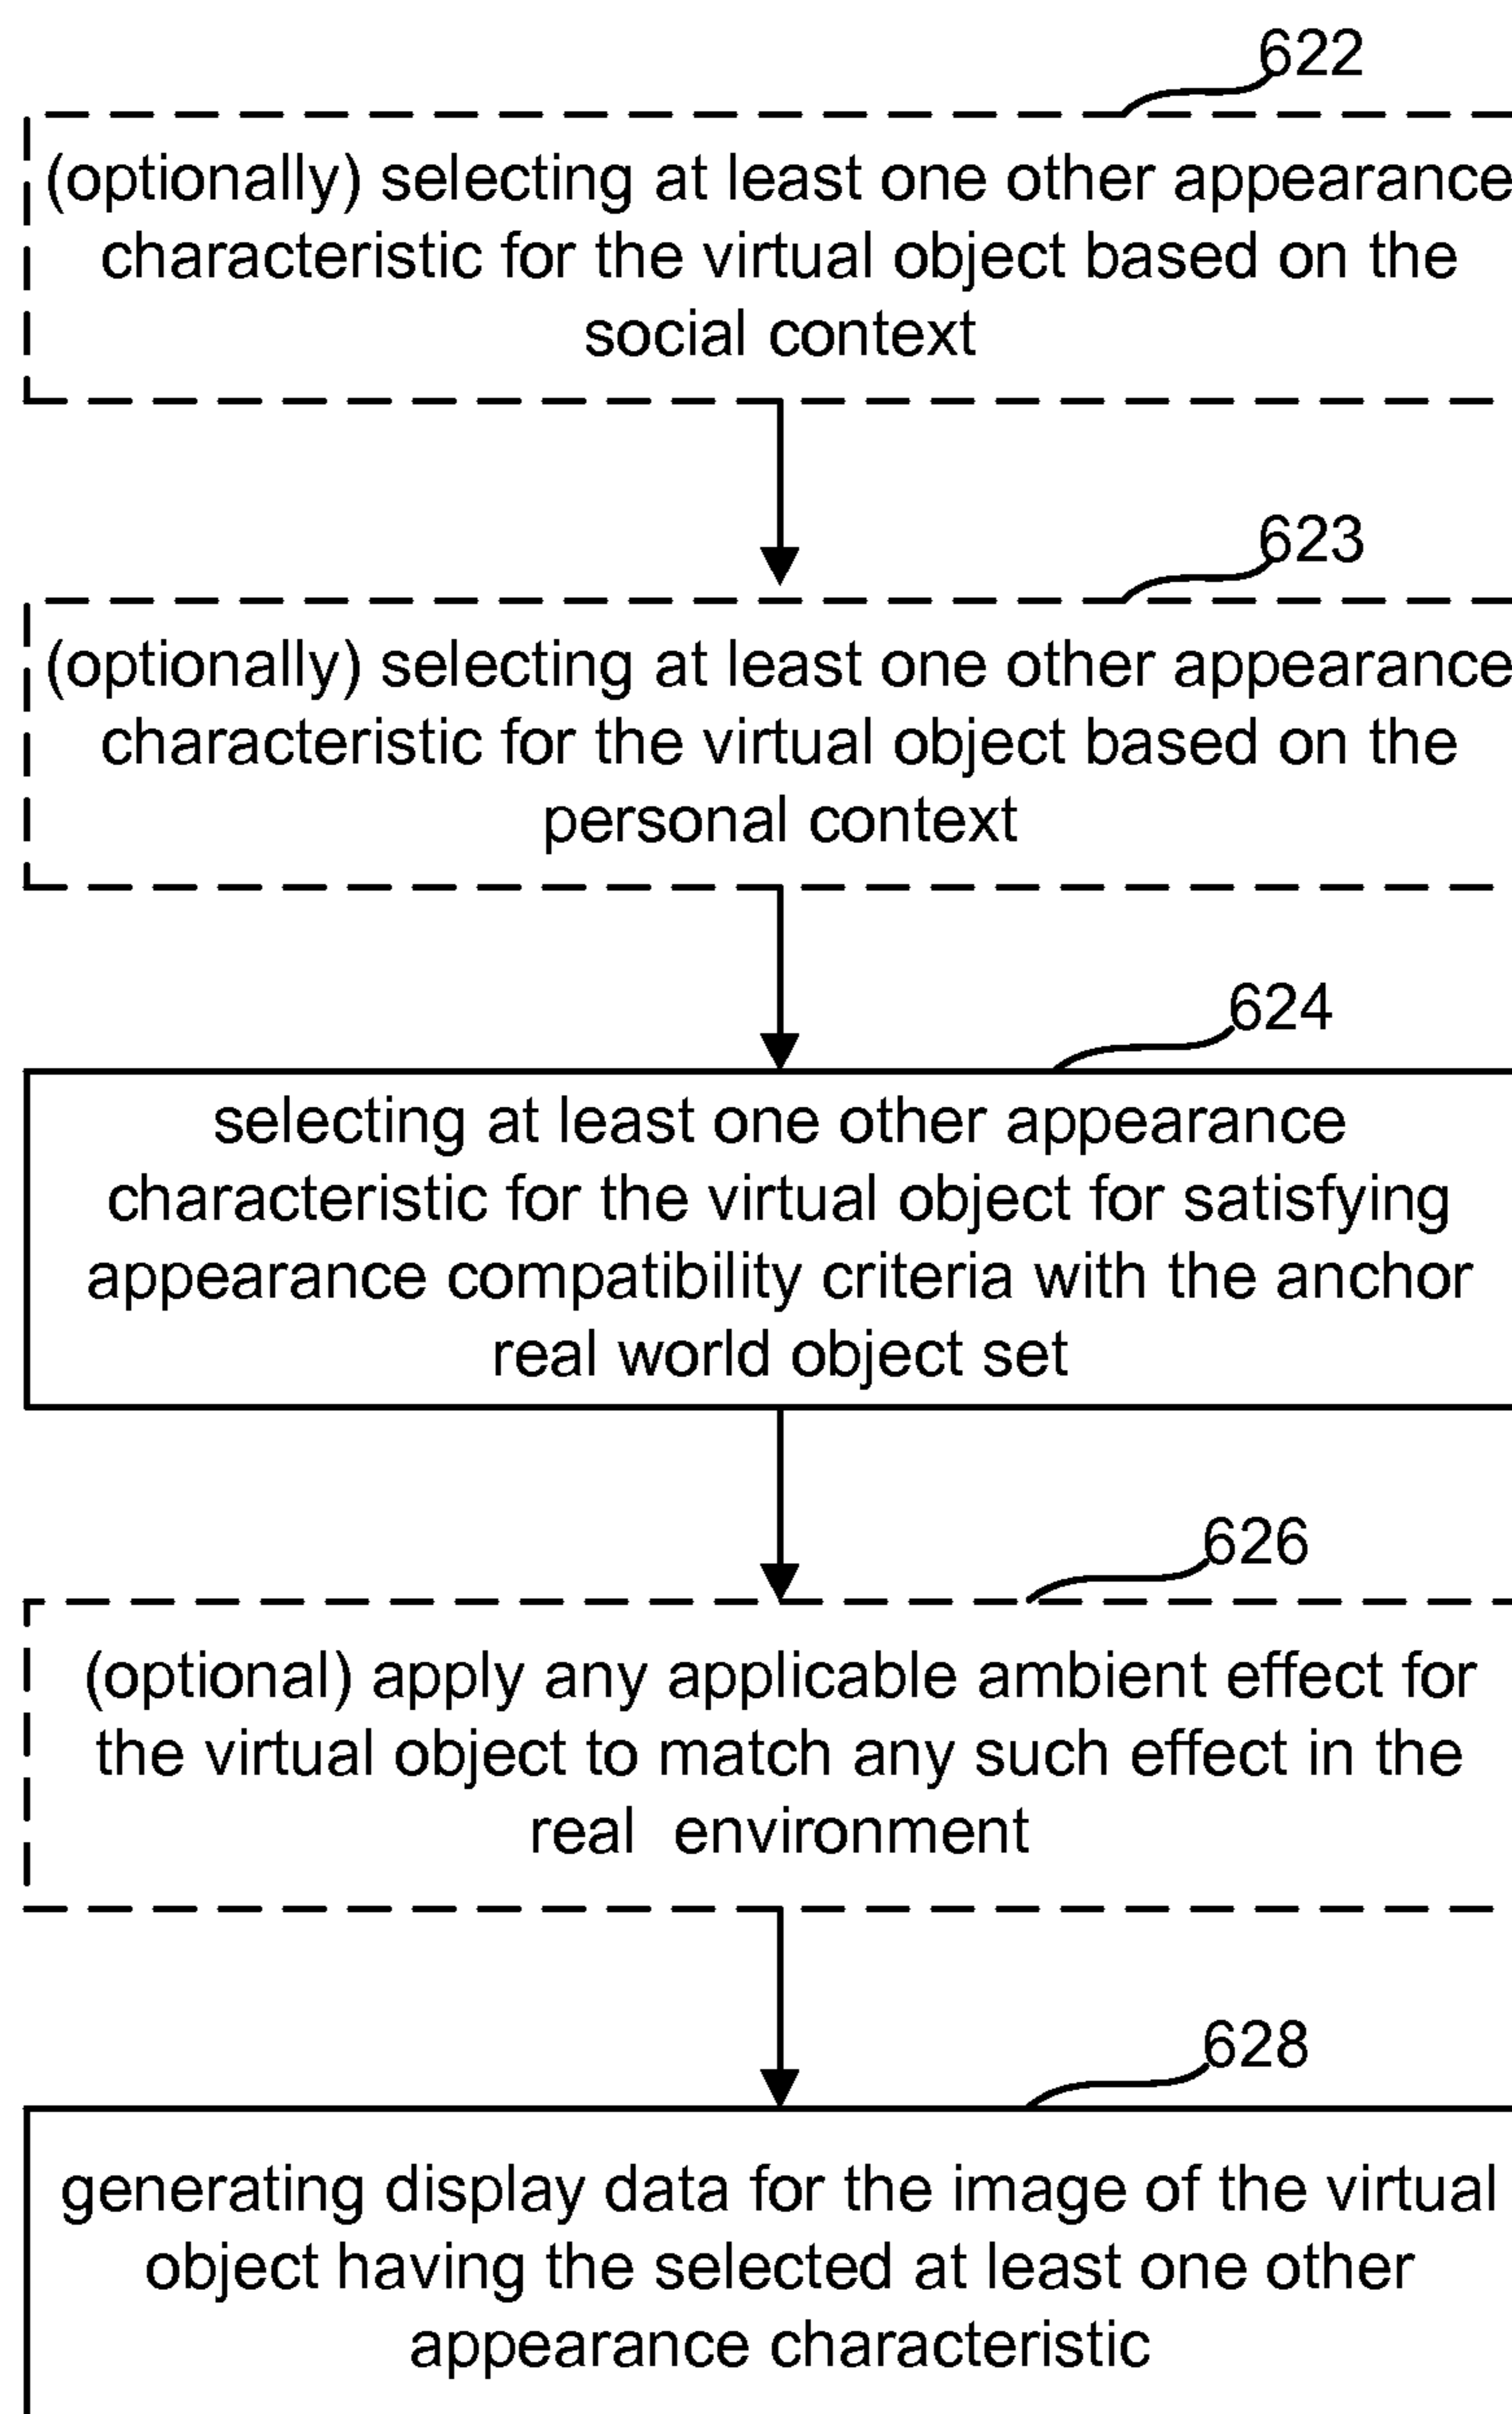 622
(optionally) selecting at least one other appearance
characteristic for the virtual object based on the
social context
623
(optionally) selecting at least one other appearance
characteristic for the virtual object based on the
personal context
624
selecting at least one other appearance
characteristic for the virtual object for satisfying
appearance compatibility criteria with the anchor
real world object set
626
(optional) apply any applicable ambient effect for
the virtual object to match any such effect in the
real environment
628
generating display data for the image of the virtual
object having the selected at least one other
appearance characteristic